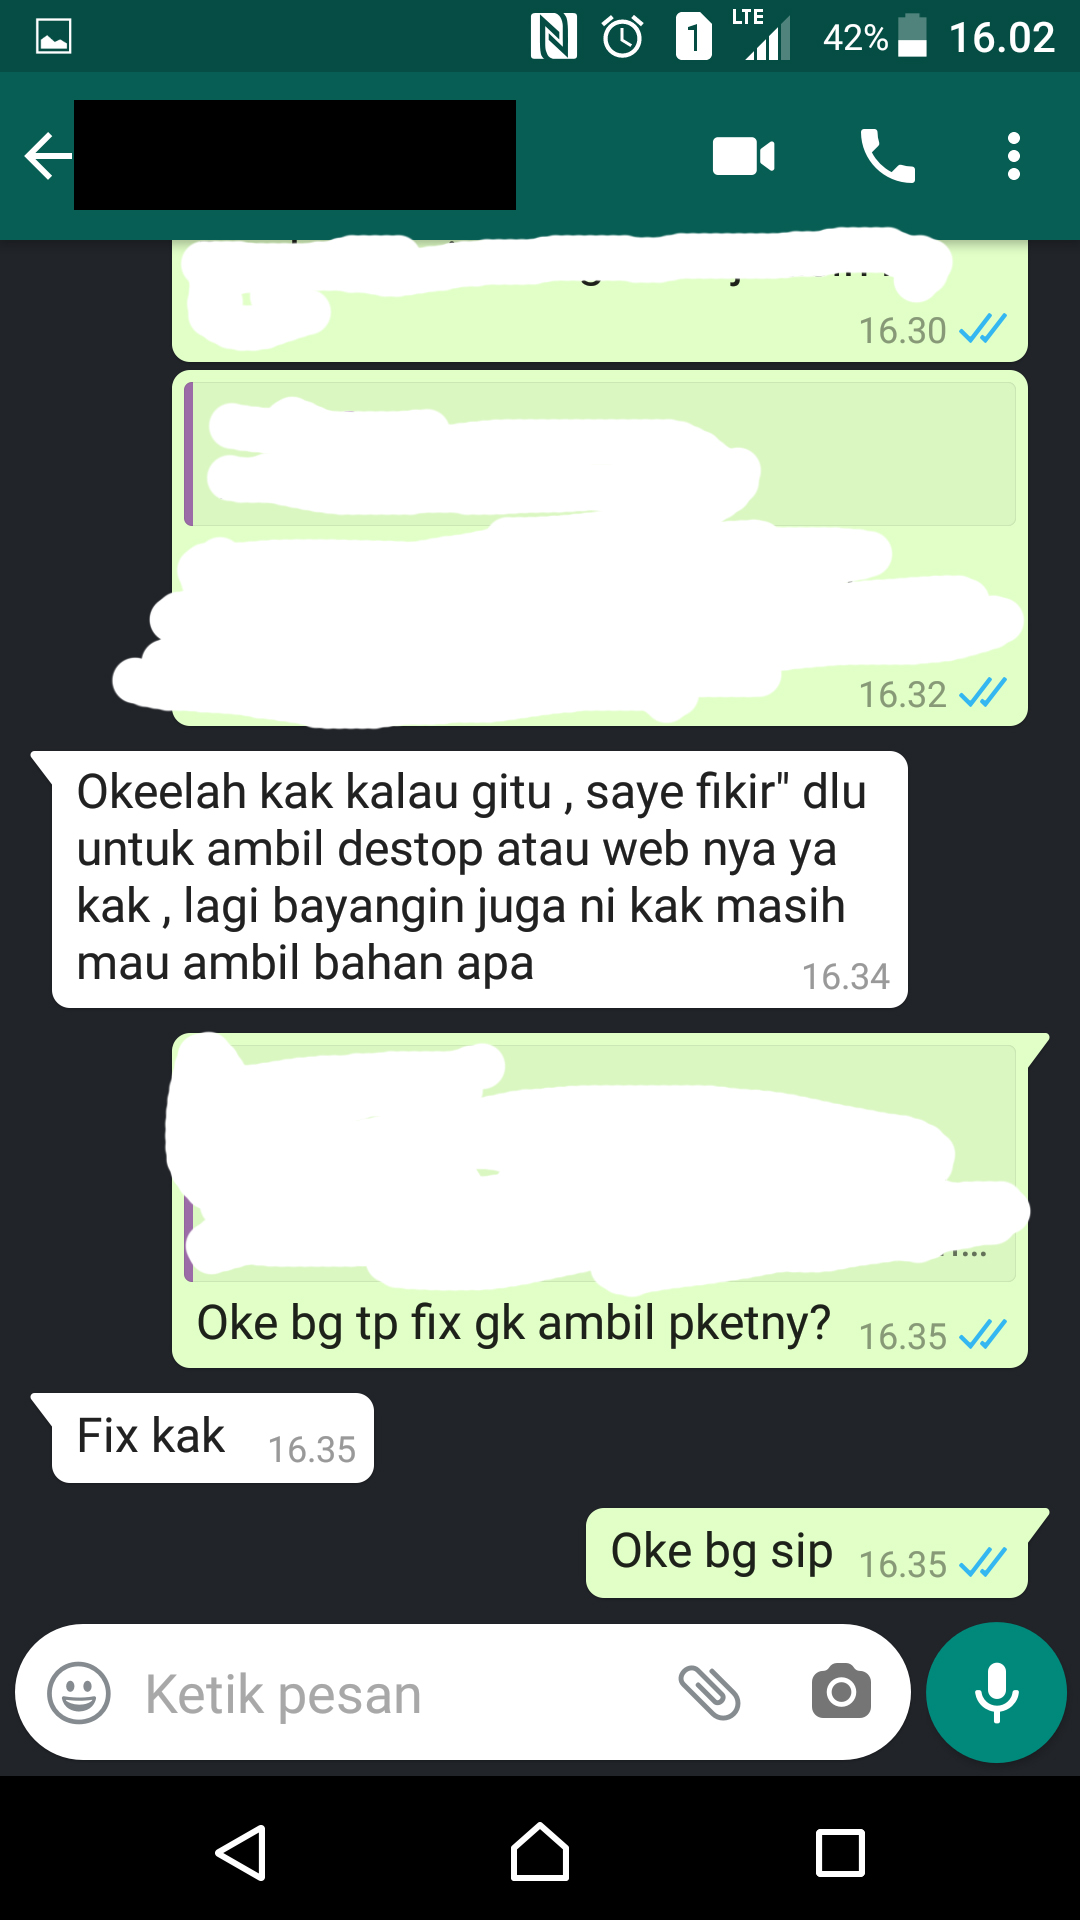 LTE
1
42%
16.02
16.30
16.32
Okeelah kak kalau gitu , saye fikir" dlu
untuk ambil destop atau web nya ya
kak , lagi bayangin juga ni kak masih
mau ambil bahan apa
16.34
Oke bg tp fix gk ambil pketny?
16.35
Fix kak
16.35
Oke bg sip
16.35
Ketik pesan